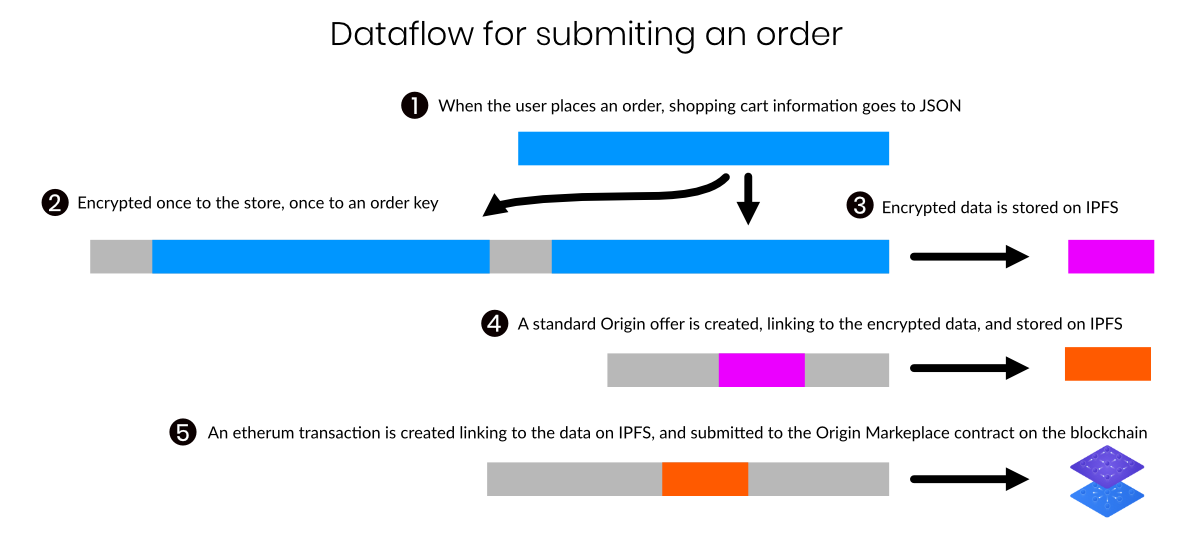 Dataflow for submiting an order
1 When the user places an order, shopping cart information goes to JSON
2 Encrypted once to the store, once to an order key
3 Encrypted data is stored on IPFS
4 A standard Origin offer is created, linking to the encrypted data, and stored on IPFS
5 An etherum transaction is created linking to the data on IPFS, and submitted to the Origin Markeplace contract on the blockchain